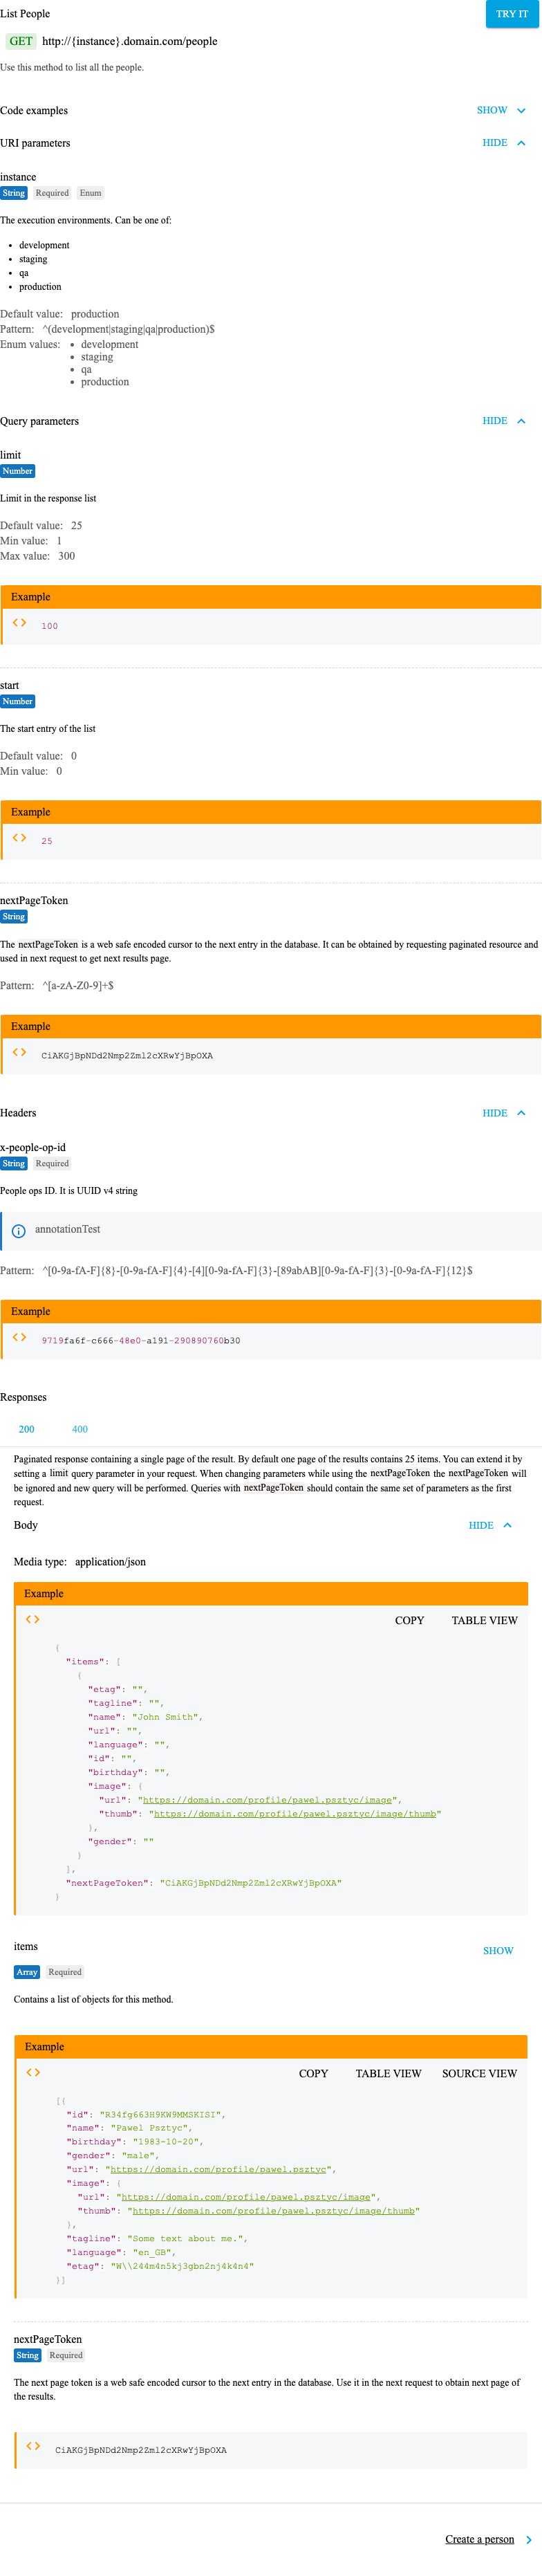 List People
TRY IT
GET http://{instance}.domain.com/people
Use this method to list all the people.
Code examples
SHOW
URI parameters
HIDE
instance
String Required Enum
The execution environments. Can be one of:
• development
• staging
• qa
• production
Default value: production
Pattern: ^(development|staging|qa|production)$
Enum values: • development
• staging
• qa
• production
Query parameters
HIDE
limit
Number
Limit in the response list
Default value: 25
Min value: 1
Max value: 300
Example
100
start
Number
The start entry of the list
Default value: 0
Min value: 0
Example
25
nextPageToken
String
The nextPageToken is a web safe encoded cursor to the next entry in the database. It can be obtained by requesting paginated resource and
used in next request to get next results page.
Pattern: ^[a-zA-Z0-9]+$
Example
CiAKGjBpNDd2Nmp2Zml2cXRwYjBpOXA
Headers
HIDE
x-people-op-id
String Required
People ops ID. It is UUID v4 string
annotationTest
Pattern: ^[0-9a-fA-F]{8}-[0-9a-fA-F]{4}-[4][0-9a-fA-F]{3}-[89abAB][0-9a-fA-F]{3}-[0-9a-fA-F]{12}$
Example
9719fa6f-c666-48e0-a191-290890760b30
Responses
200 400
Paginated response containing a single page of the result. By default one page of the results contains 25 items. You can extend it by
setting a limit query parameter in your request. When changing parameters while using the nextPageToken the nextPageToken will
be ignored and new query will be performed. Queries with nextPageToken should contain the same set of parameters as the first
request.
Body
HIDE
Media type: application/json
Example
COPY TABLE VIEW
{
"items": [
{
"etag": "",
"tagline": "",
"name": "John Smith",
"url": "",
"language": "",
"id": "",
"birthday": "",
"image": {
"url": "https://domain.com/profile/pawel.psztyc/image",
"thumb": "https://domain.com/profile/pawel.psztyc/image/thumb"
},
"gender": ""
}
],
"nextPageToken": "CiAKGjBpNDd2Nmp2Zml2cXRwYjBpOXA"
}
items
SHOW
Array Required
Contains a list of objects for this method.
Example
COPY TABLE VIEW SOURCE VIEW
[{
"id": "R34fg663H9KW9MMSKISI",
"name": "Pawel Psztyc",
"birthday": "1983-10-20",
"gender": "male",
"url": "https://domain.com/profile/pawel.psztyc",
"image": {
"url": "https://domain.com/profile/pawel.psztyc/image",
"thumb": "https://domain.com/profile/pawel.psztyc/image/thumb"
},
"tagline": "Some text about me.",
"language": "en_GB",
"etag": "W\\244m4n5kj3gbn2nj4k4n4"
}]
nextPageToken
String Required
The next page token is a web safe encoded cursor to the next entry in the database. Use it in the next request to obtain next page of
the results.
CiAKGjBpNDd2Nmp2Zml2cXRwYjBpOXA
Create a person